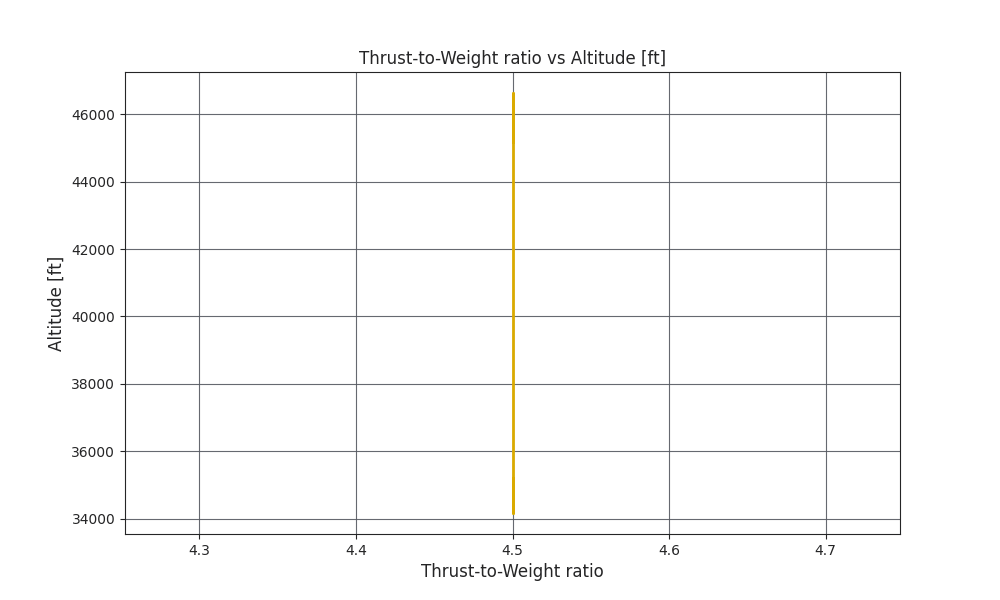 Thrust-to-Weight ratio vs Altitude [ft]
46000
44000
42000
40000
38000
36000
34000
Altitude [ft]
4.3 4.4 4.5 4.6 4.7
Thrust-to-Weight ratio